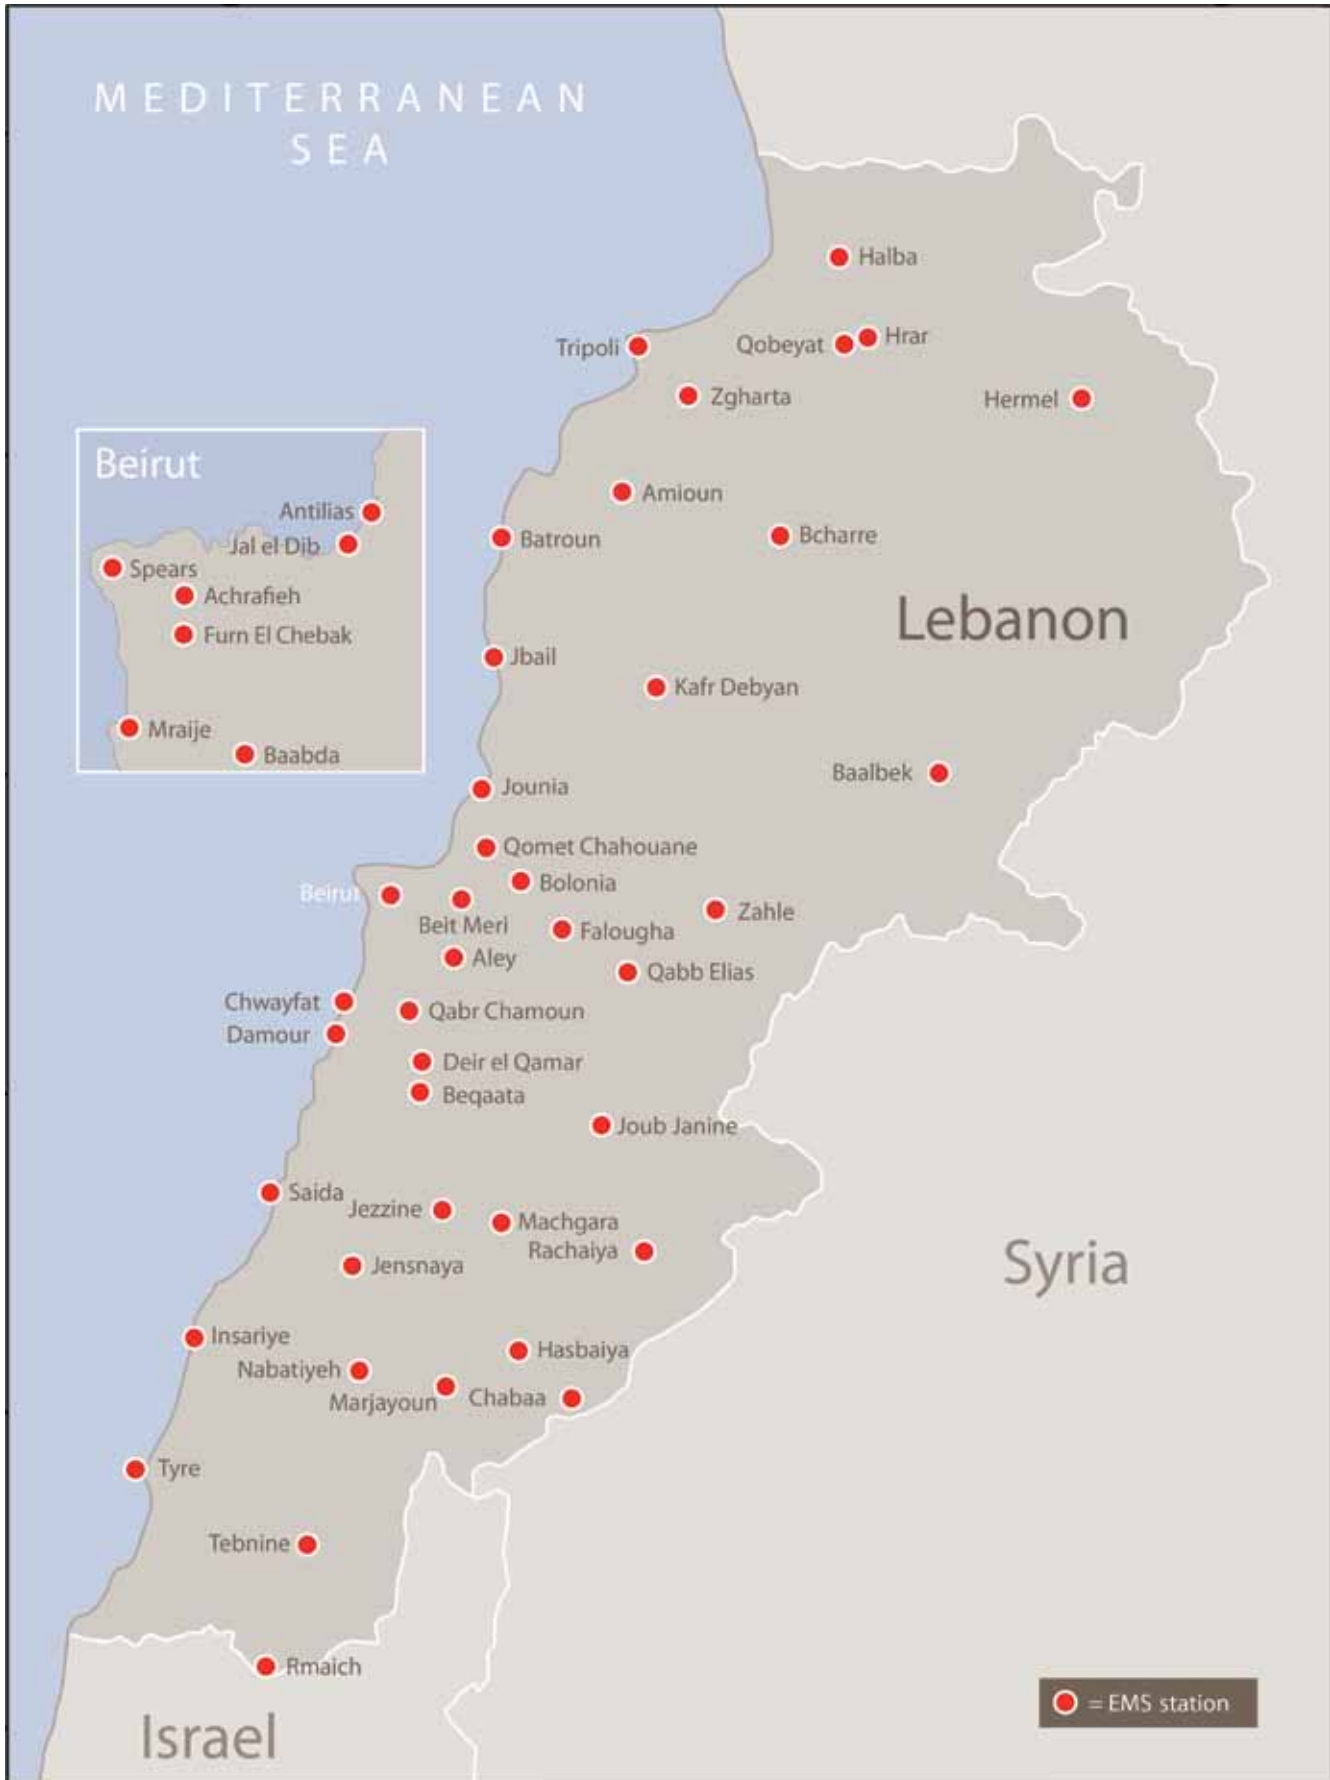 MEDITERRANEAN
SEA
Halba
Tripoli
Qobeyat
Hrar
Zgharta
Hermel
Beirut
Antilias
Jal el Dib
Spears
Achrafieh
Furn El Chebak
Mraije
Baabda
Amioun
Batroun
Bcharre
Lebanon
Jbail
Kafr Debyan
Baalbek
Jounia
Qomet Chahouane
Bolonia
Beirut
Beit Meri
Zahle
Falougha
Aley
Qabb Elias
Chwayfat
Qabr Chamoun
Damour
Deir el Qamar
Beqaata
Joub Janine
Saida
Jezzine
Machgara
Rachaiya
Jensnaya
Syria
Insariye
Hasbaiya
Nabatiyeh
Marjayoun
Chabaa
Tyre
Tebnine
Rmaich
= EMS station
Israel